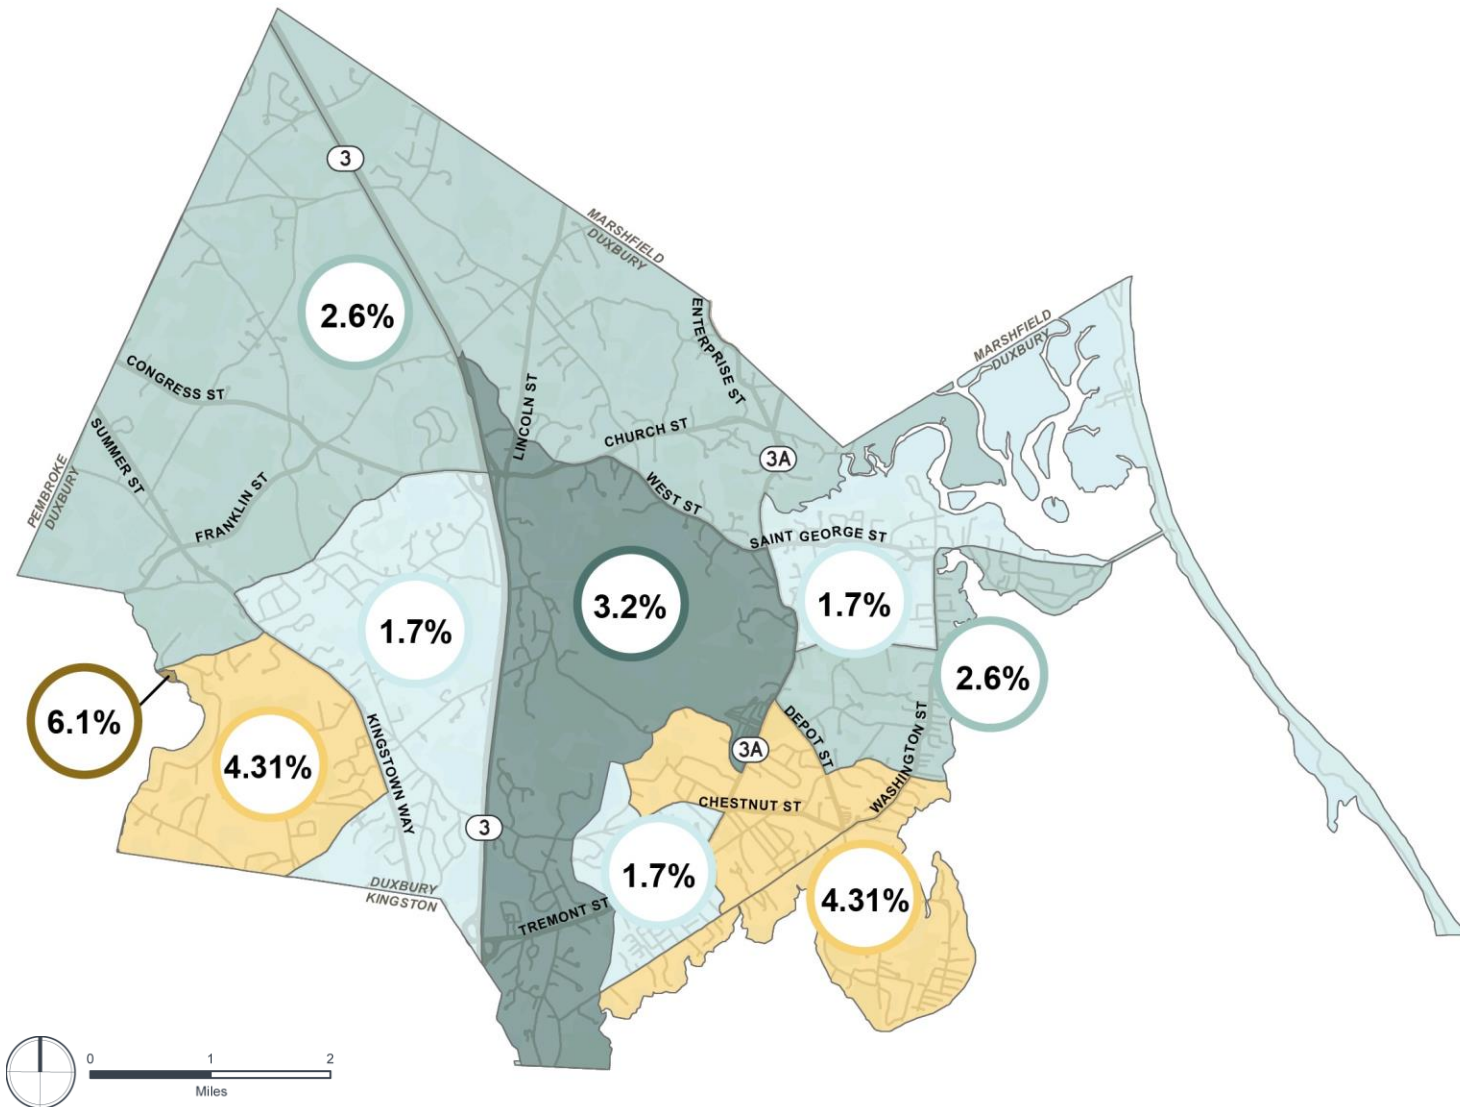 3
MARSHFIELD
DUXBURY
2.6%
ENTERPRISE ST
MARSHFIELD
DUXBURY
CONGRESS ST
LINCOLN ST
SUMMER ST
CHURCH ST
3A
PEMBROKE
DUXBURY
FRANKLIN ST
WEST ST
SAINT GEORGE ST
1.7%
3.2%
1.7%
2.6%
6.1%
4.31%
KINGSTOWN WAY
DEPOT ST
3A
WASHINGTON ST
CHESTNUT ST
3
1.7%
4.31%
DUXBURY
KINGSTON
TREMONT ST
0 1 2
Miles